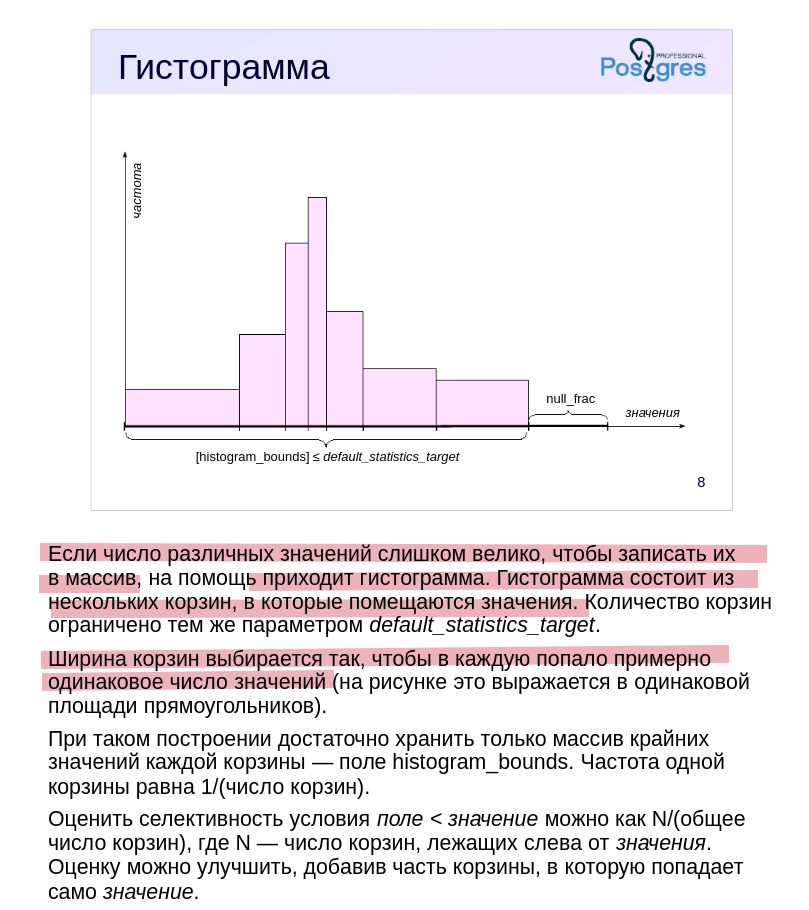 Гистограмма
PROFESSIONAL
Postgres
частота
null_frac
значения
[histogram_bounds] ≤ default_statistics_target
8
Если число различных значений слишком велико, чтобы записать их
в массив, на помощь приходит гистограмма. Гистограмма состоит из
нескольких корзин, в которые помещаются значения. Количество корзин
ограничено тем же параметром default_statistics_target.
Ширина корзин выбирается так, чтобы в каждую попало примерно
одинаковое число значений (на рисунке это выражается в одинаковой
площади прямоугольников).
При таком построении достаточно хранить только массив крайних
значений каждой корзины — поле histogram_bounds. Частота одной
корзины равна 1/(число корзин).
Оценить селективность условия поле < значение можно как N/(общее
число корзин), где N — число корзин, лежащих слева от значения.
Оценку можно улучшить, добавив часть корзины, в которую попадает
само значение.